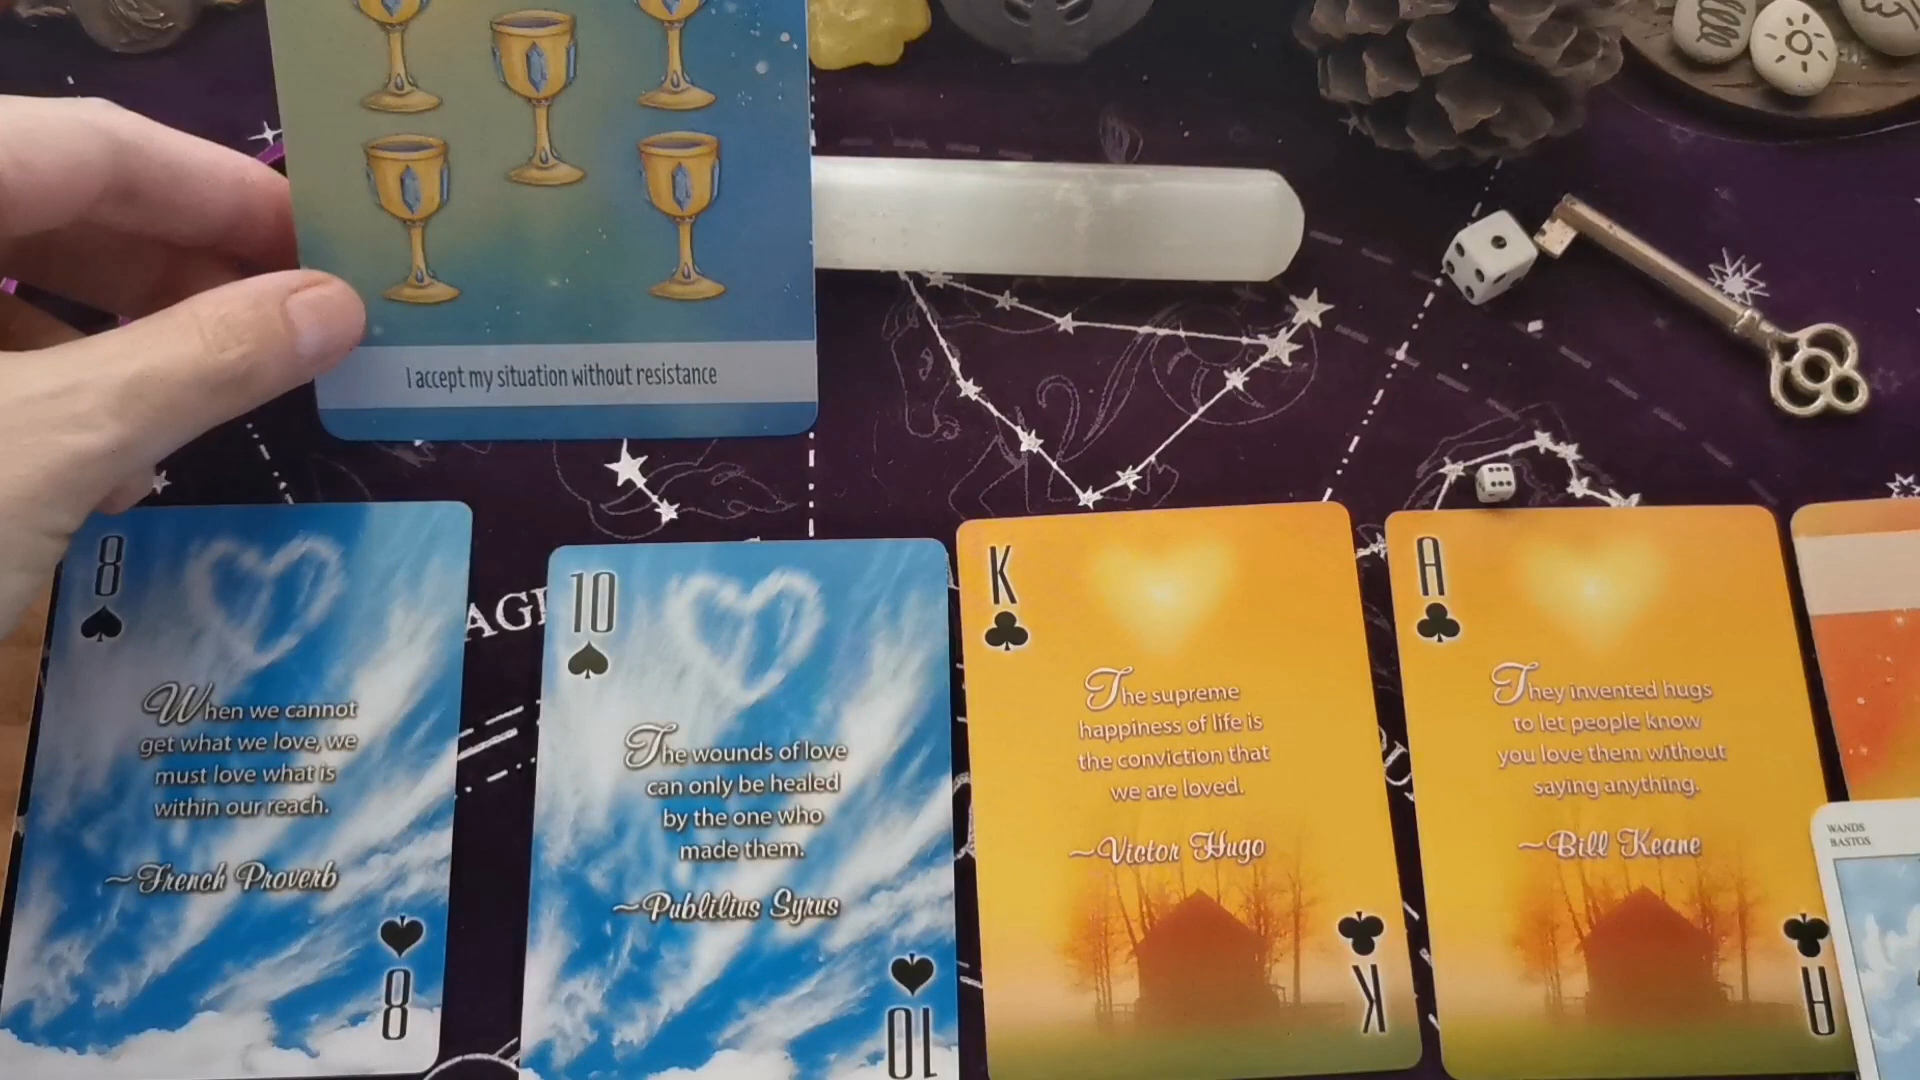 I accept my situation without resistance
8
When we cannot
get what we love, we
must love what is
within our reach.
~French Proverb
8
10
The wounds of love
can only be healed
by the one who
made them.
~Publilius Syrus
10
K
The supreme
happiness of life is
the conviction that
we are loved.
~Victor Hugo
K
A
They invented hugs
to let people know
you love them without
saying anything.
~Bill Keane
A
WANDS
BASTOS